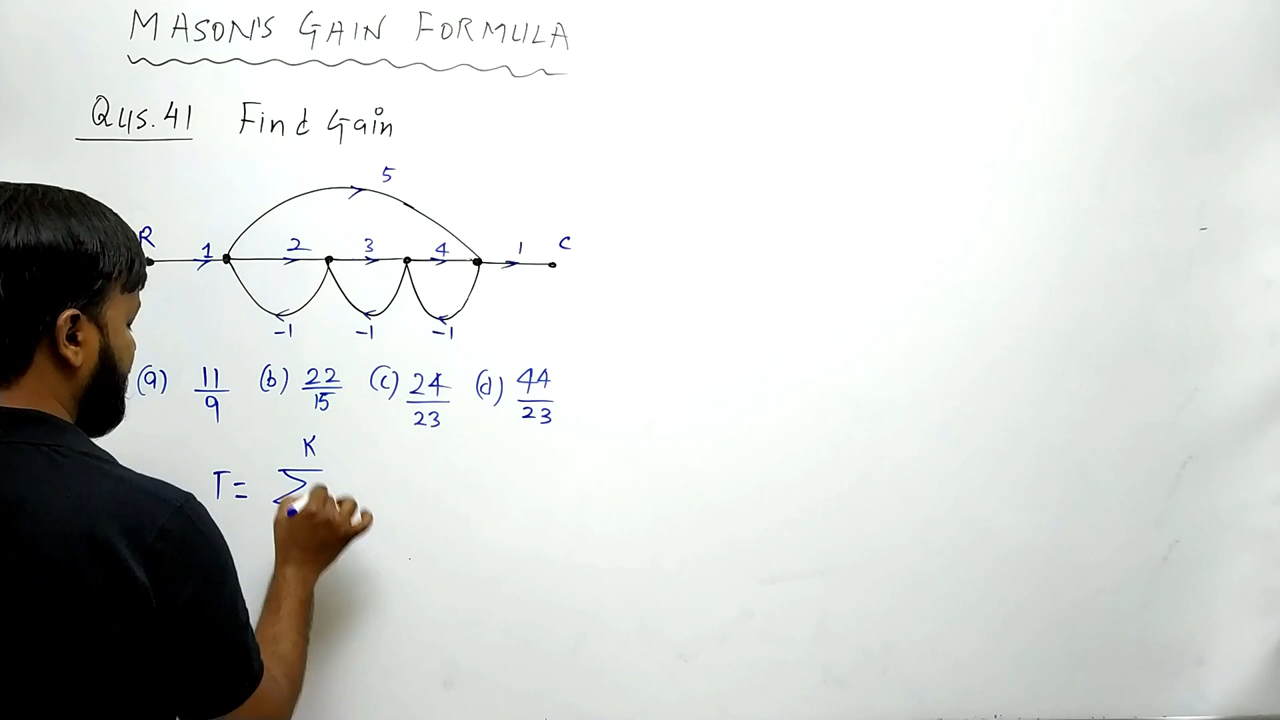 MASON'S GAIN FORMULA
Qus.41 Find Gain
5
R 1 2 3 4 1 C
-1 -1 -1
(a) 11/9 (b) 22/15 (c) 24/23 (d) 44/23
K
T = Σ